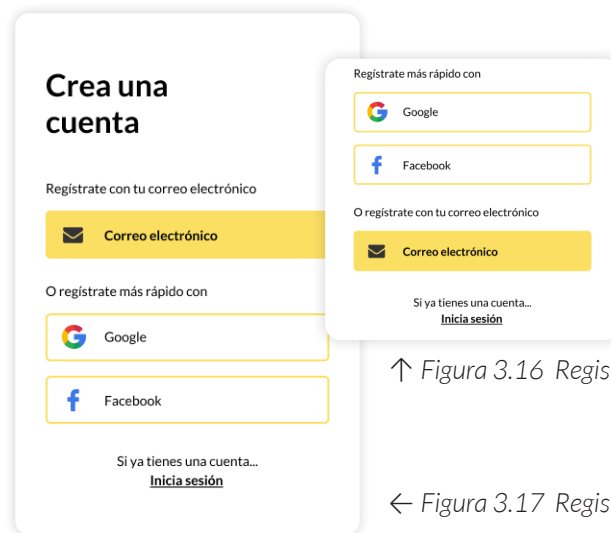 Crea una
cuenta
Regístrate con tu correo electrónico
Correo electrónico
O regístrate más rápido con
Google
Facebook
Si ya tienes una cuenta...
Inicia sesión
Regístrate más rápido con
Google
Facebook
O regístrate con tu correo electrónico
Correo electrónico
Si ya tienes una cuenta...
Inicia sesión
↑ Figura 3.16 Regis
← Figura 3.17 Regis